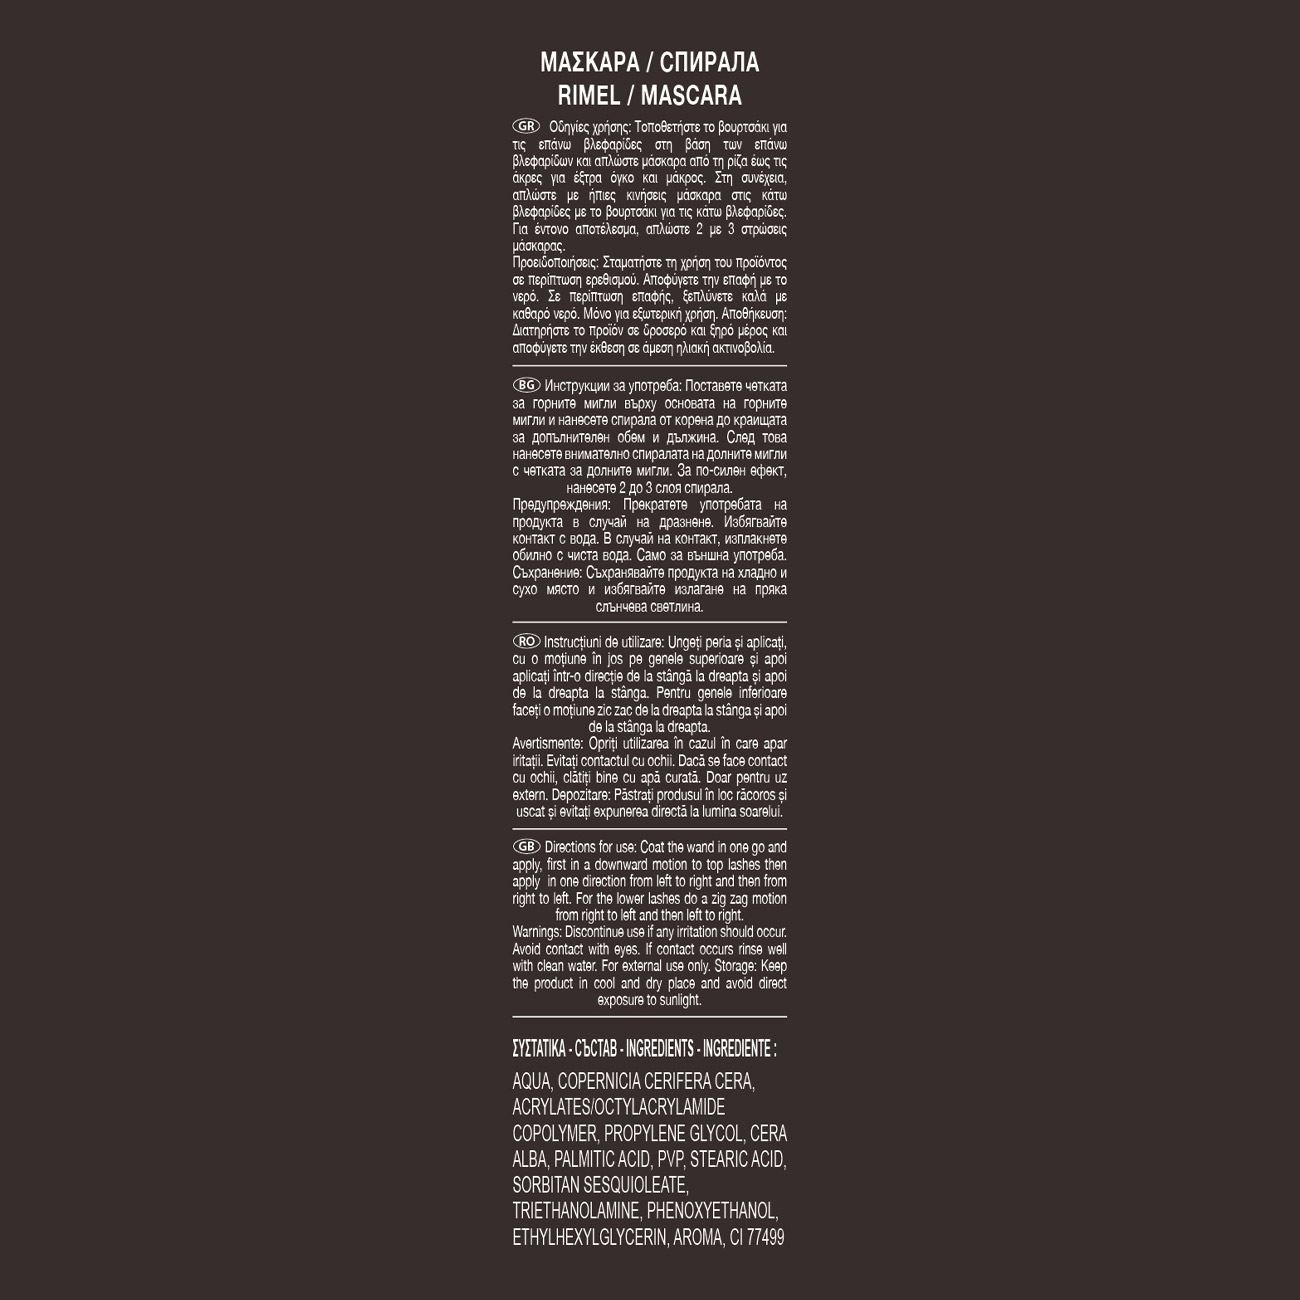 ΜΑΣΚΑΡΑ / СПИРАЛА
RIMEL / MASCARA
GR Οδηγίες χρήσης: Τοποθετήστε το βουρτσάκι για
τις επάνω βλεφαρίδες στη βάση των επάνω
βλεφαρίδων και απλώστε μάσκαρα από τη ρίζα έως τις
άκρες για έξτρα όγκο και μάκρος. Στη συνέχεια,
απλώστε με ήπιες κινήσεις μάσκαρα στις κάτω
βλεφαρίδες με το βουρτσάκι για τις κάτω βλεφαρίδες.
Για έντονο αποτέλεσμα, απλώστε 2 με 3 στρώσεις
μάσκαρας.
Προειδοποιήσεις: Σταματήστε τη χρήση του προϊόντος
σε περίπτωση ερεθισμού. Αποφύγετε την επαφή με το
νερό. Σε περίπτωση επαφής, ξεπλύνετε καλά με
καθαρό νερό. Μόνο για εξωτερική χρήση. Αποθήκευση:
Διατηρήστε το προϊόν σε δροσερό και ξηρό μέρος και
αποφύγετε την έκθεση σε άμεση ηλιακή ακτινοβολία.
BG Инструкции за употреба: Поставете четката
за горните мигли върху основата на горните
мигли и нанесете спирала от корена до краищата
за допълнителен обем и дължина. След това
нанесете внимателно спиралата на долните мигли
с четката за долните мигли. За по-силен ефект,
нанесете 2 до 3 слоя спирала.
Предупреждения: Прекратете употребата на
продукта в случай на дразнене. Избягвайте
контакт с вода. В случай на контакт, изплакнете
обилно с чиста вода. Само за външна употреба.
Съхранение: Съхранявайте продукта на хладно и
сухо място и избягвайте излагане на пряка
слънчева светлина.
RO Instrucțiuni de utilizare: Ungeți peria și aplicați,
cu o moțiune în jos pe genele superioare și apoi
aplicați într-o direcție de la stângă la dreapta și apoi
de la dreapta la stânga. Pentru genele inferioare
faceți o moțiune zic zac de la dreapta la stânga și apoi
de la stânga la dreapta.
Avertismente: Opriți utilizarea în cazul în care apar
iritații. Evitați contactul cu ochii. Dacă se face contact
cu ochii, clătiți bine cu apă curată. Doar pentru uz
extern. Depozitare: Păstrați produsul în loc răcoros și
uscat și evitați expunerea directă la lumina soarelui.
GB Directions for use: Coat the wand in one go and
apply, first in a downward motion to top lashes then
apply in one direction from left to right and then from
right to left. For the lower lashes do a zig zag motion
from right to left and then left to right.
Warnings: Discontinue use if any irritation should occur.
Avoid contact with eyes. If contact occurs rinse well
with clean water. For external use only. Storage: Keep
the product in cool and dry place and avoid direct
exposure to sunlight.
ΣΥΣΤΑΤΙΚΑ - СЪСТАВ - INGREDIENTS - INGREDIENTE :
AQUA, COPERNICIA CERIFERA CERA,
ACRYLATES/OCTYLACRYLAMIDE
COPOLYMER, PROPYLENE GLYCOL, CERA
ALBA, PALMITIC ACID, PVP, STEARIC ACID,
SORBITAN SESQUIOLEATE,
TRIETHANOLAMINE, PHENOXYETHANOL,
ETHYLHEXYLGLYCERIN, AROMA, CI 77499